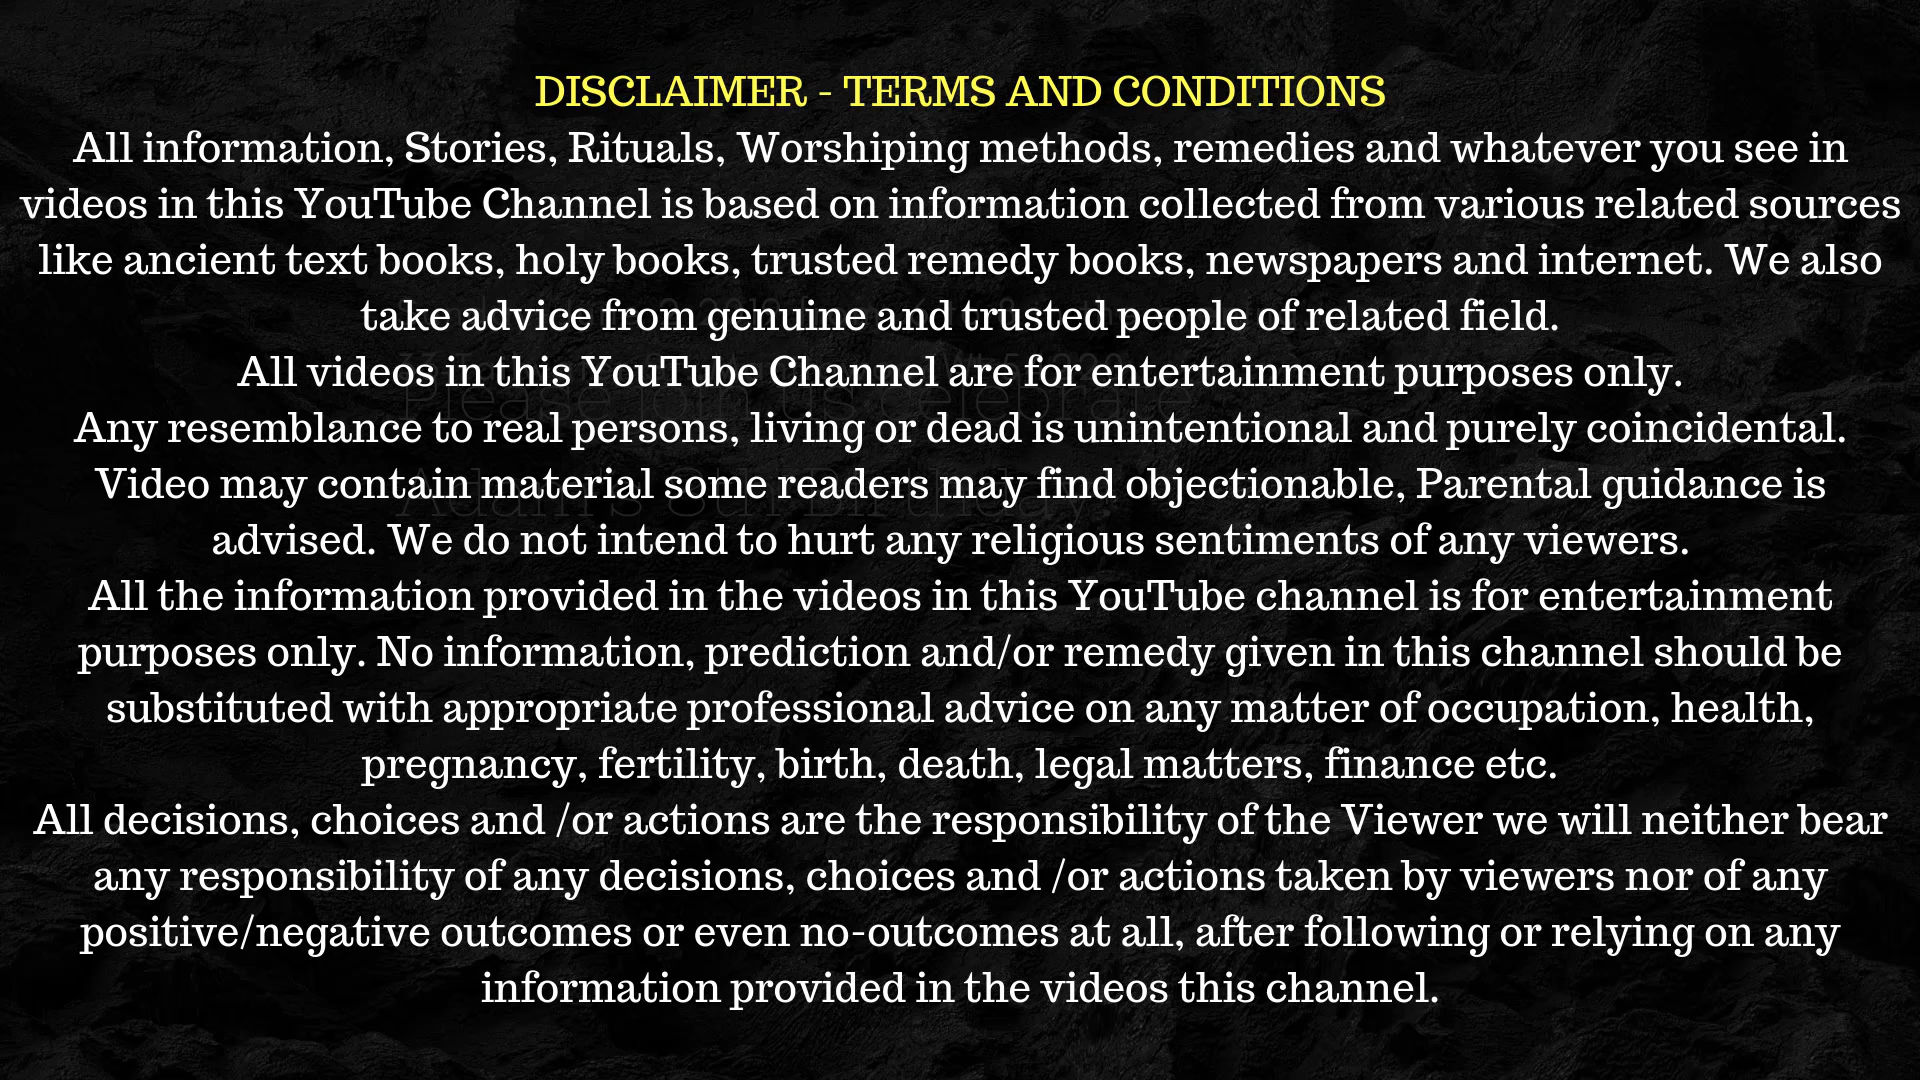 DISCLAIMER - TERMS AND CONDITIONS
All information, Stories, Rituals, Worshiping methods, remedies and whatever you see in
videos in this YouTube Channel is based on information collected from various related sources
like ancient text books, holy books, trusted remedy books, newspapers and internet. We also
take advice from genuine and trusted people of related field.
All videos in this YouTube Channel are for entertainment purposes only.
Please join us celebrate
Any resemblance to real persons, living or dead is unintentional and purely coincidental.
Video may contain material some readers may find objectionable, Parental guidance is
Adam's 8th Birthday!
advised. We do not intend to hurt any religious sentiments of any viewers.
All the information provided in the videos in this YouTube channel is for entertainment
purposes only. No information, prediction and/or remedy given in this channel should be
substituted with appropriate professional advice on any matter of occupation, health,
pregnancy, fertility, birth, death, legal matters, finance etc.
All decisions, choices and /or actions are the responsibility of the Viewer we will neither bear
any responsibility of any decisions, choices and /or actions taken by viewers nor of any
positive/negative outcomes or even no-outcomes at all, after following or relying on any
information provided in the videos this channel.